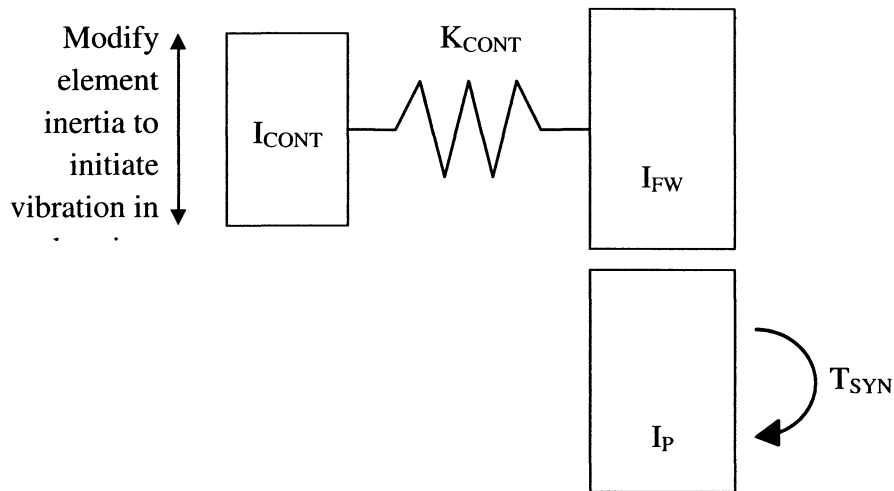 Modify
element
inertia to
initiate
vibration in
K_CONT
I_CONT
I_FW
T_SYN
I_P